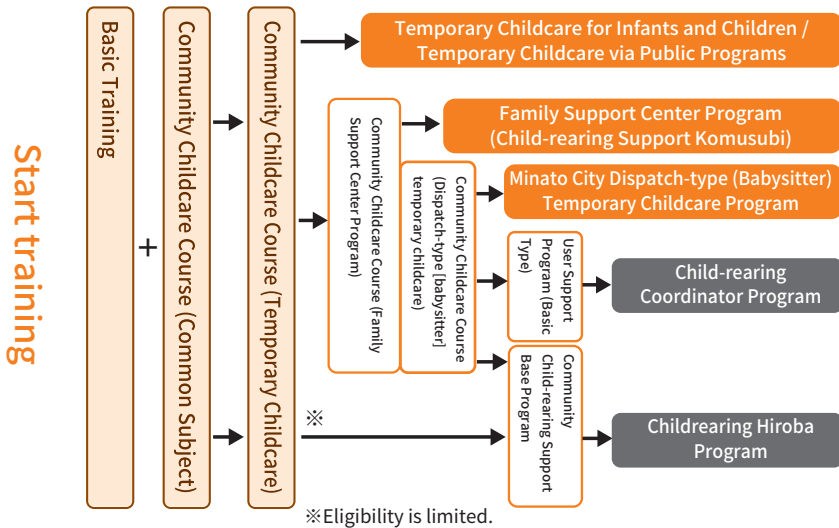 Start training
Basic Training
+
Community Childcare Course (Common Subject)
Community Childcare Course (Temporary Childcare)
Temporary Childcare for Infants and Children /
Temporary Childcare via Public Programs
Community Childcare Course (Family
Support Center Program)
Family Support Center Program
(Child-rearing Support Komusubi)
Community Childcare Course
(Dispatch-type [babysitter]
temporary childcare)
Minato City Dispatch-type (Babysitter)
Temporary Childcare Program
User Support
Program (Basic
Type)
Child-rearing
Coordinator Program
※
Community
Child-rearing Support
Base Program
Childrearing Hiroba
Program
※Eligibility is limited.